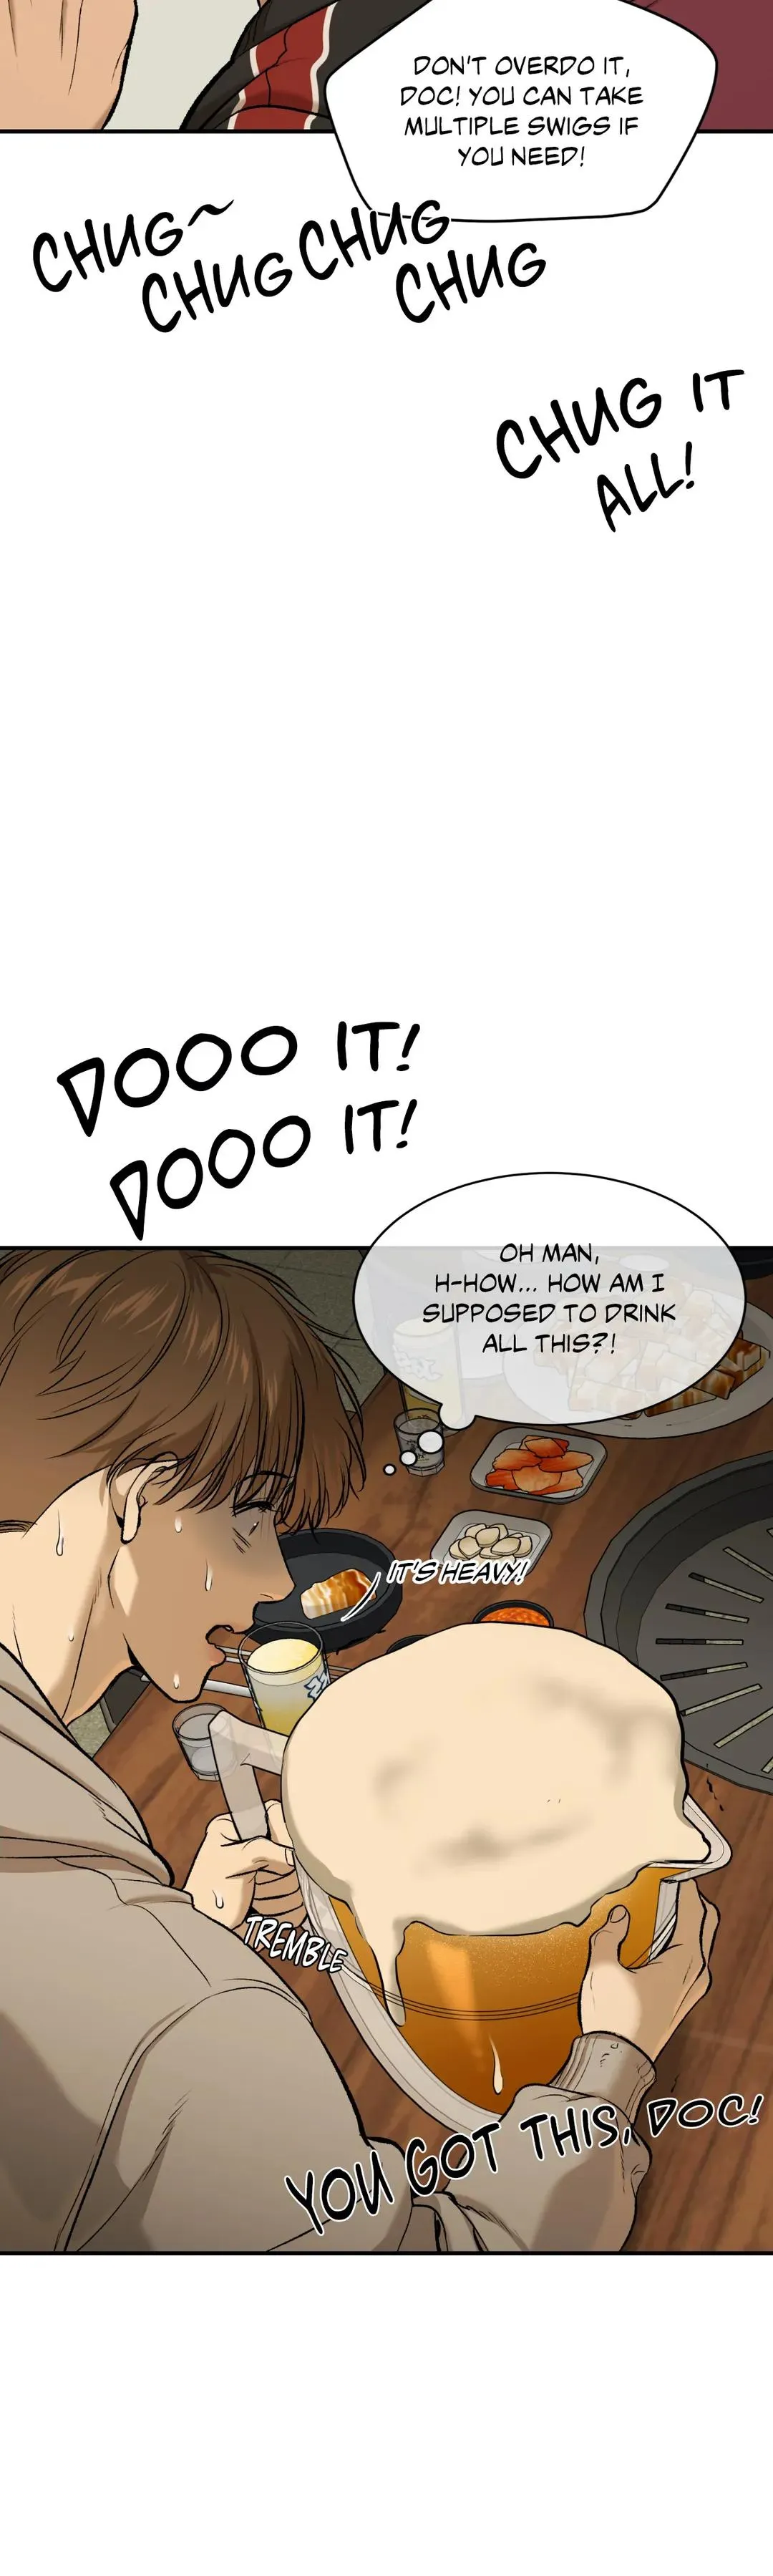 DON'T OVERDO IT,
DOC! YOU CAN TAKE
MULTIPLE SWIGS IF
YOU NEED!
CHUG~
CHUG
CHUG
CHUG
CHUG IT
ALL!
DOOO IT!
DOOO IT!
OH MAN,
H-HOW... HOW AM I
SUPPOSED TO DRINK
ALL THIS?!
IT'S HEAVY!
TREMBLE
YOU GOT THIS, DOC!